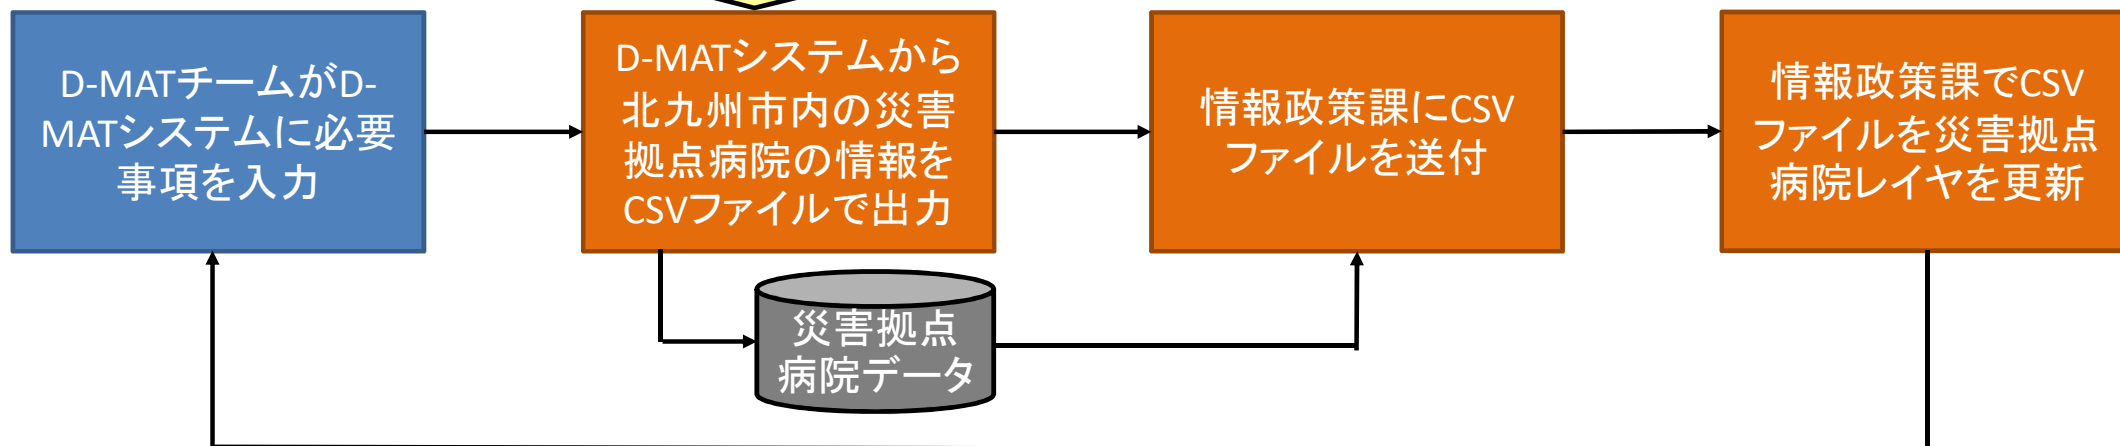 D-MATチームがD-
MATシステムに必要
事項を入力
D-MATシステムから
北九州市内の災害
拠点病院の情報を
CSVファイルで出力
情報政策課にCSV
ファイルを送付
情報政策課でCSV
ファイルを災害拠点
病院レイヤを更新
災害拠点
病院データ